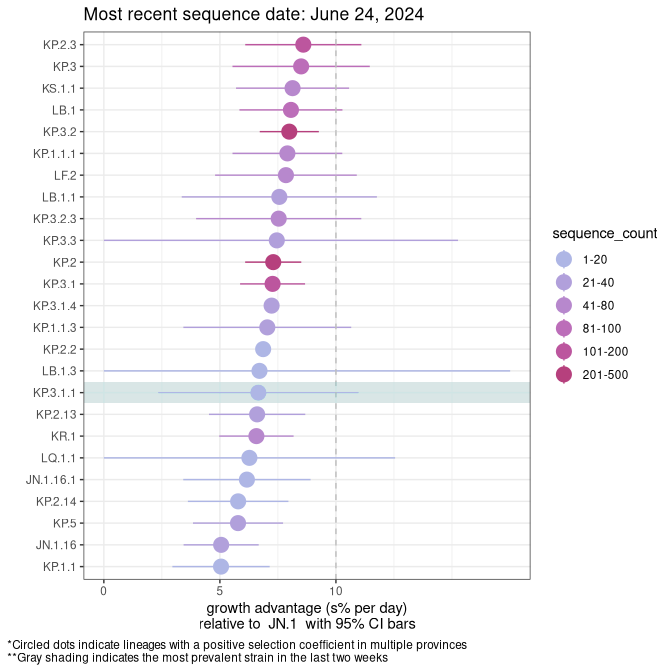 Most recent sequence date: June 24, 2024
KP.2.3
KP.3
KS.1.1
LB.1
KP.3.2
KP.1.1.1
LF.2
LB.1.1
KP.3.2.3
KP.3.3
KP.2
KP.3.1
KP.3.1.4
KP.1.1.3
KP.2.2
LB.1.3
KP.3.1.1
KP.2.13
KR.1
LQ.1.1
JN.1.16.1
KP.2.14
KP.5
JN.1.16
KP.1.1
0 5 10
growth advantage (s% per day)
relative to JN.1 with 95% CI bars
sequence_count
1-20
21-40
41-80
81-100
101-200
201-500
*Circled dots indicate lineages with a positive selection coefficient in multiple provinces
**Gray shading indicates the most prevalent strain in the last two weeks